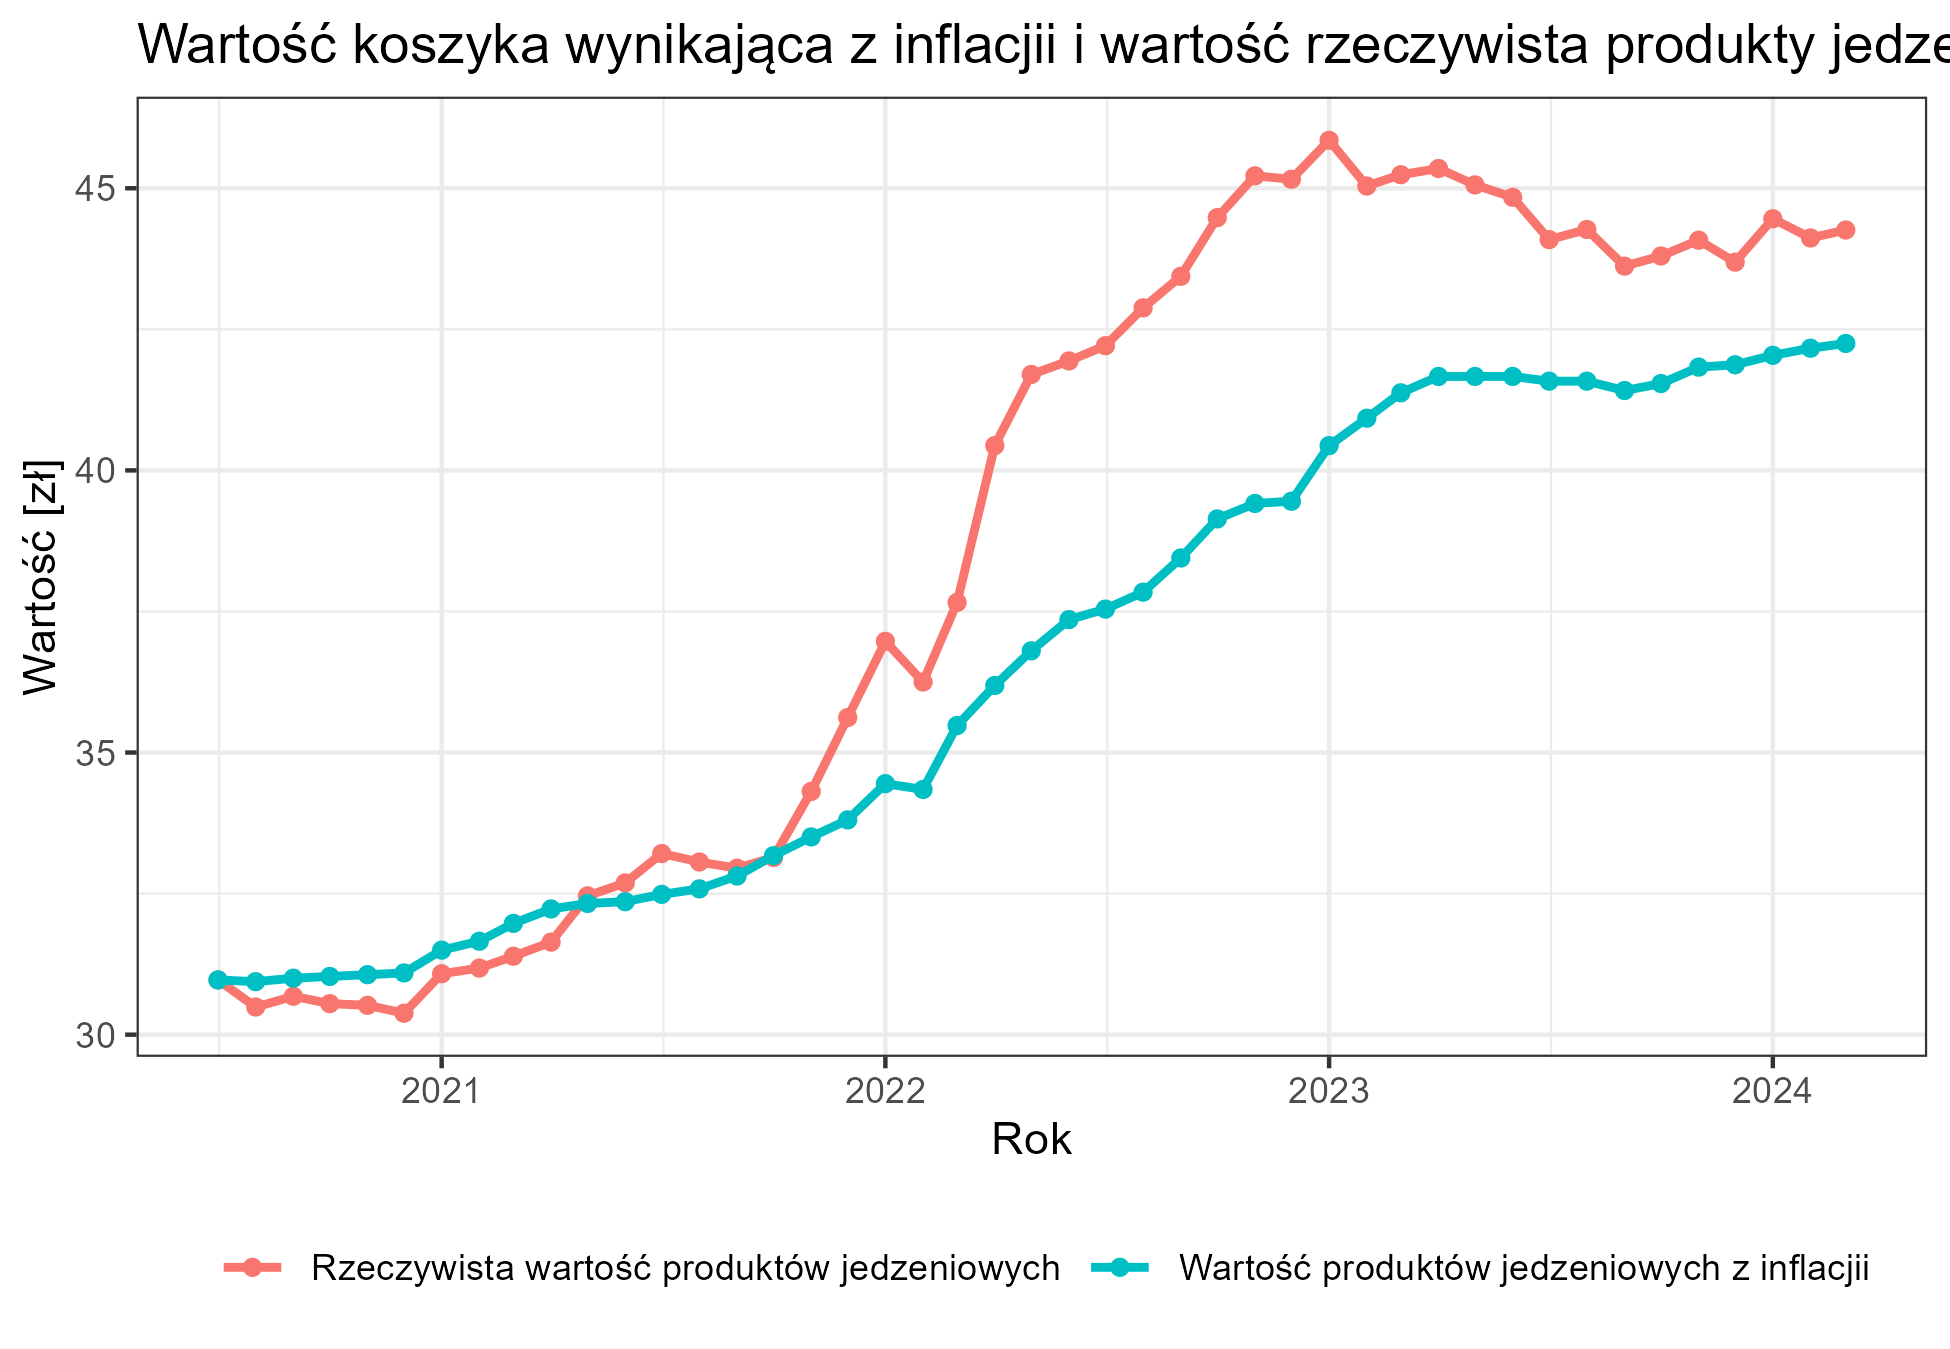 Wartość koszyka wynikająca z inflacjii i wartość rzeczywista produkty jedze
45
40
35
30
Wartość [zł]
2021 2022 2023 2024
Rok
Rzeczywista wartość produktów jedzeniowych Wartość produktów jedzeniowych z inflacjii